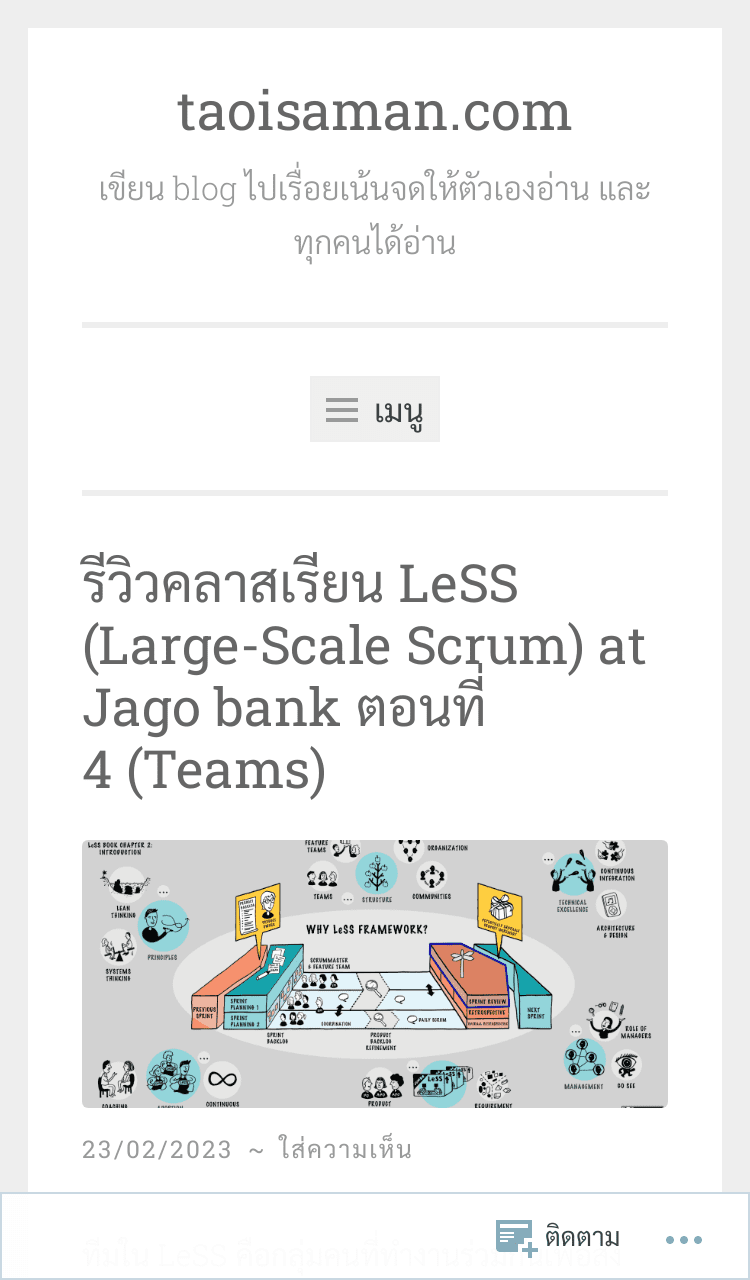 taoisaman.com
เขียน blog ไปเรื่อยเน้นจดให้ตัวเองอ่าน และ
ทุกคนได้อ่าน
เมนู
รีวิวคลาสเรียน LeSS
(Large-Scale Scrum) at
Jago bank ตอนที่
4 (Teams)
LeSS BOOK CHAPTER 2:
INTRODUCTION
FEATURE
TEAMS
ORGANIZATION
TEAMS
STRUCTURE
COMMUNITIES
CONTINUOUS
INTEGRATION
TECHNICAL
EXCELLENCE
ARCHITECTURE
& DESIGN
LEAN
THINKING
PRINCIPLES
SYSTEMS
THINKING
WHY LeSS FRAMEWORK?
SCRUMMASTER
& FEATURE TEAM
PREVIOUS
SPRINT
SPRINT
PLANNING 1
SPRINT
PLANNING 2
COORDINATION
DAILY SCRUM
SPRINT
BACKLOG
PRODUCT
BACKLOG
REFINEMENT
SPRINT REVIEW
RETROSPECTIVE
OVERALL RETROSPECTIVE
NEXT
SPRINT
ROLE OF
MANAGERS
MANAGEMENT
GO SEE
COACHING
ADOPTION
CONTINUOUS
PRODUCT
LeSS
REQUIREMENT
23/02/2023 ~ ใส่ความเห็น
ติดตาม